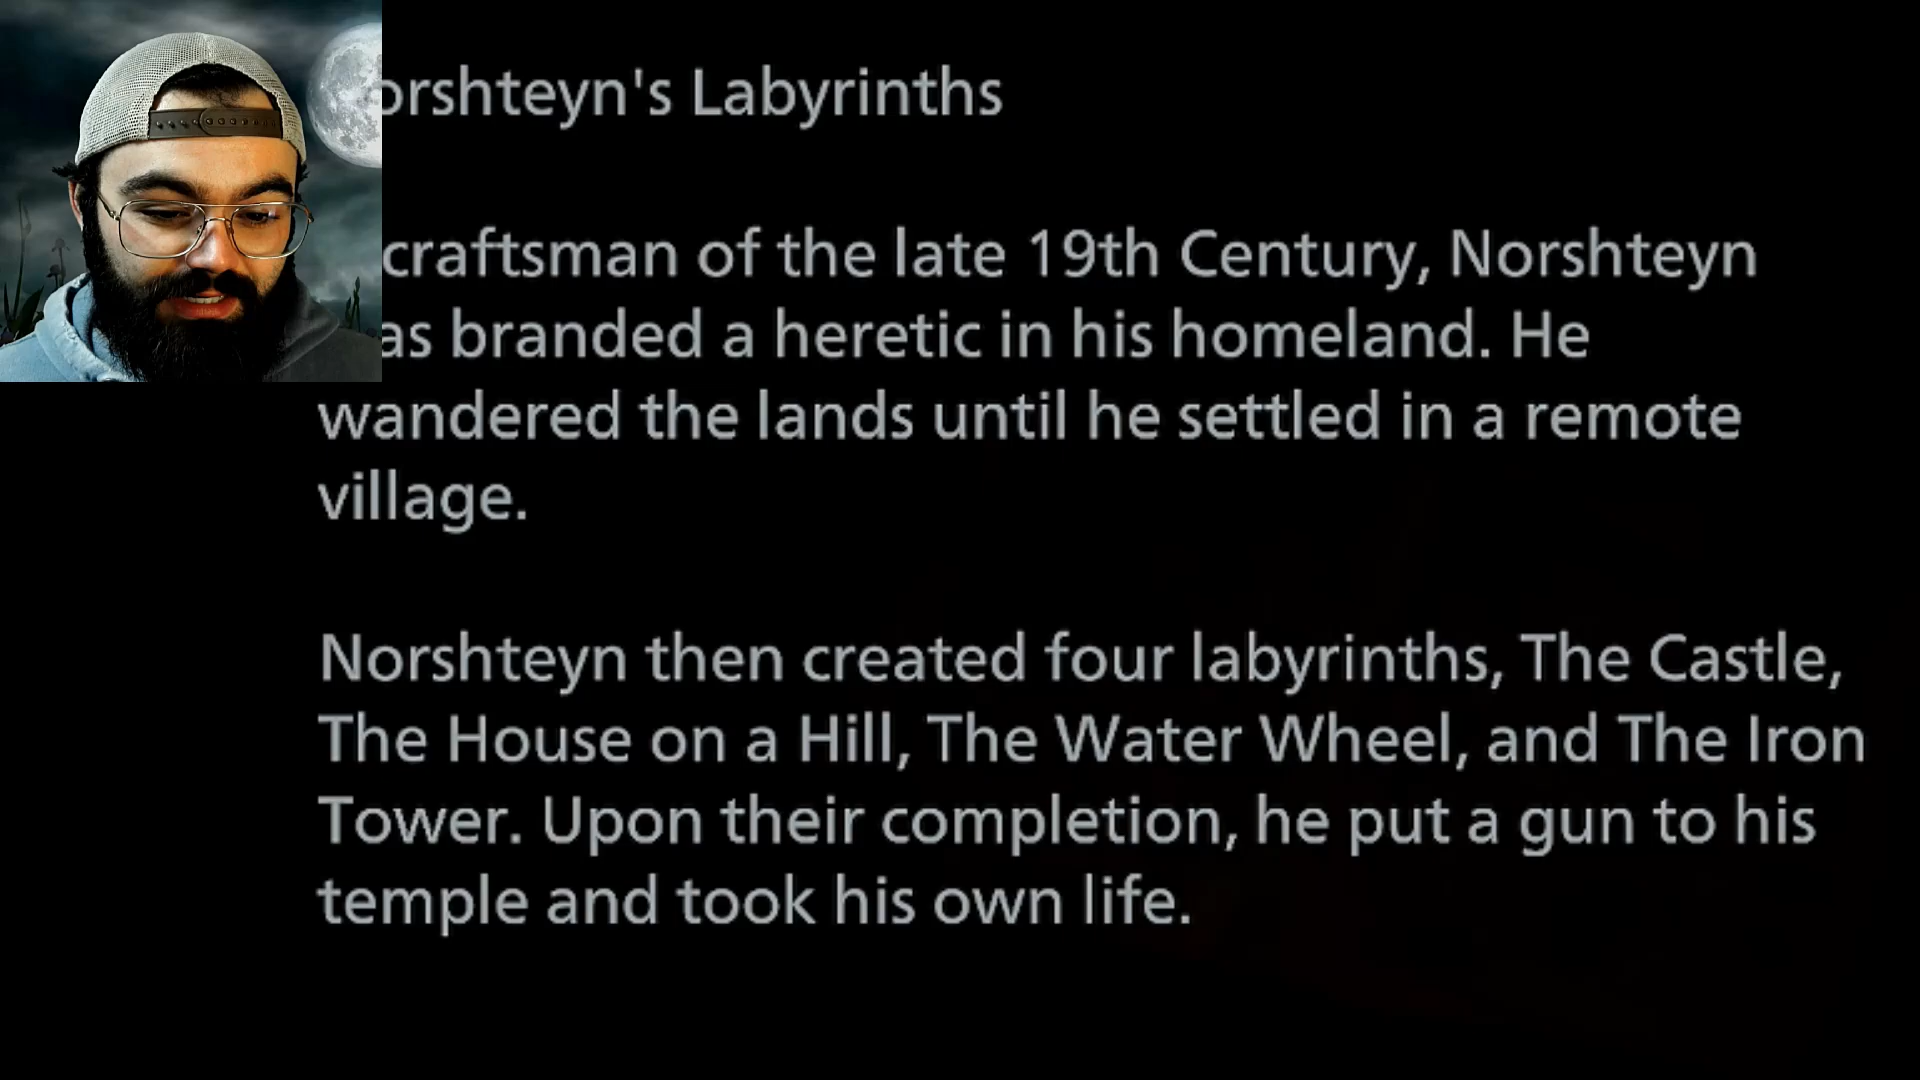 orshteyn's Labyrinths
craftsman of the late 19th Century, Norshteyn
as branded a heretic in his homeland. He
wandered the lands until he settled in a remote
village.
Norshteyn then created four labyrinths, The Castle,
The House on a Hill, The Water Wheel, and The Iron
Tower. Upon their completion, he put a gun to his
temple and took his own life.